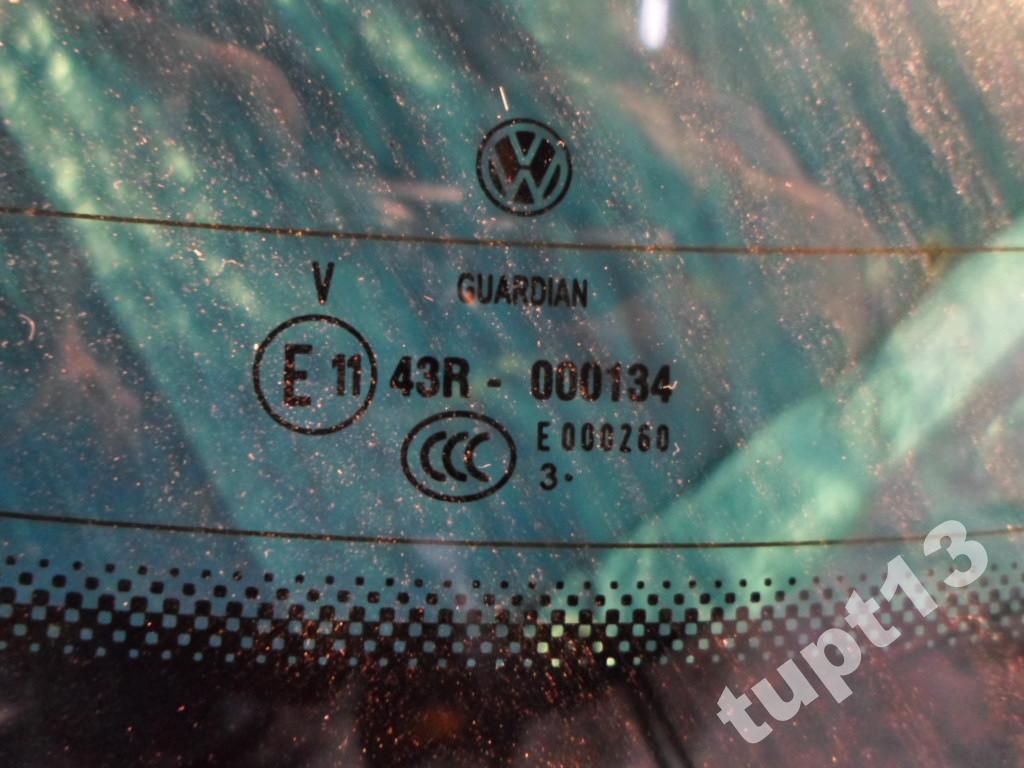 V
GUARDIAN
E 11 43R - 000134
CCC E 000260
3.
tupt13